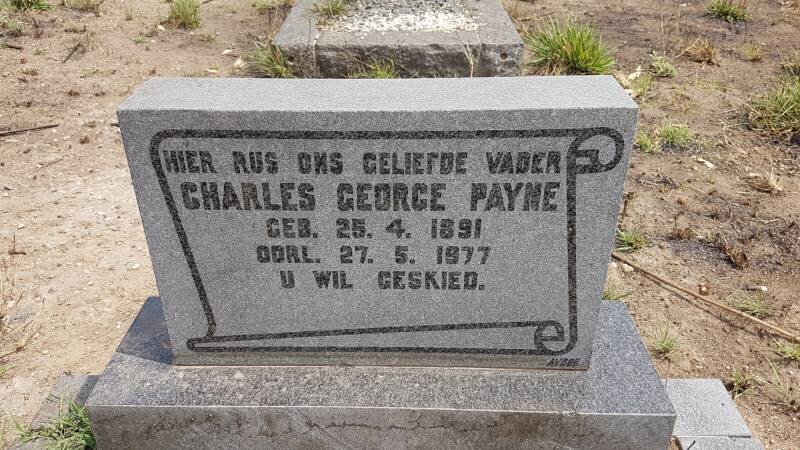 HIER RUS ONS GELIEFDE VADER
CHARLES GEORGE PAYNE
GEB. 25. 4. 1891
OORL. 27. 5. 1977
U WIL GESKIED.